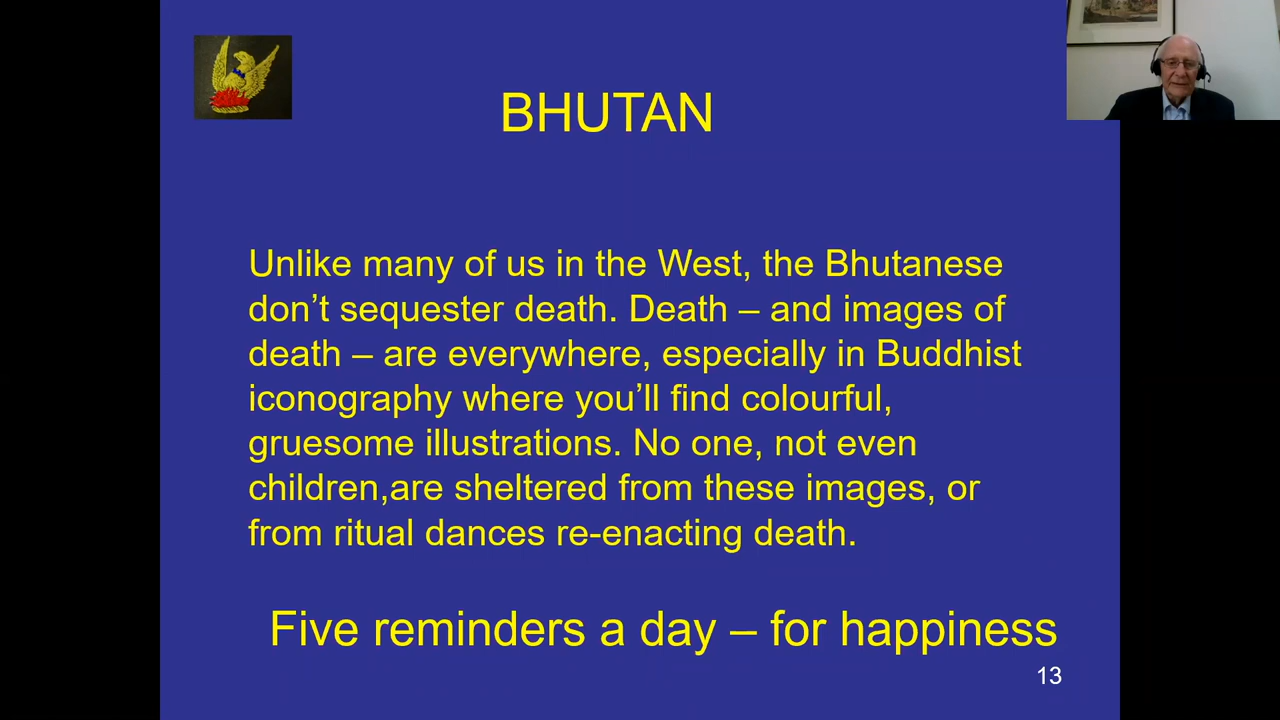 BHUTAN
Unlike many of us in the West, the Bhutanese
don’t sequester death. Death – and images of
death – are everywhere, especially in Buddhist
iconography where you’ll find colourful,
gruesome illustrations. No one, not even
children,are sheltered from these images, or
from ritual dances re-enacting death.
Five reminders a day – for happiness
13